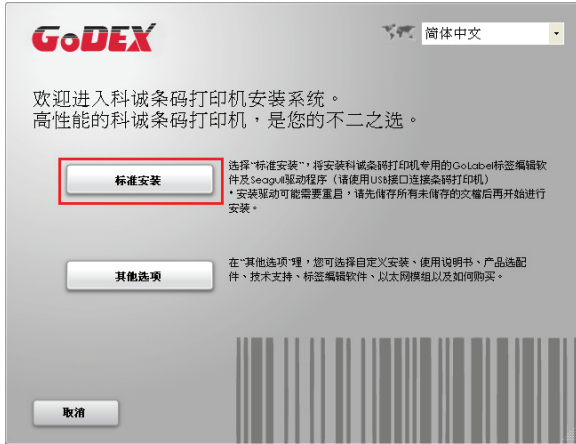 GODEX
简体中文
欢迎进入科诚条码打印机安装系统。
高性能的科诚条码打印机，是您的不二之选。
标准安装
选择"标准安装"，将安装科诚条码打印机专用的GoLabel标签编辑软
件及Seagull驱动程序（请使用USB接口连接条码打印机）
*安装驱动可能需要重启，请先储存所有未储存的文檔后再开始进行
安装。
其他选项
在"其他选项"理，您可选择自定义安装、使用说明书、产品选配
件、技术支持、标签编辑软件、以太网模组以及如何购买。
取消